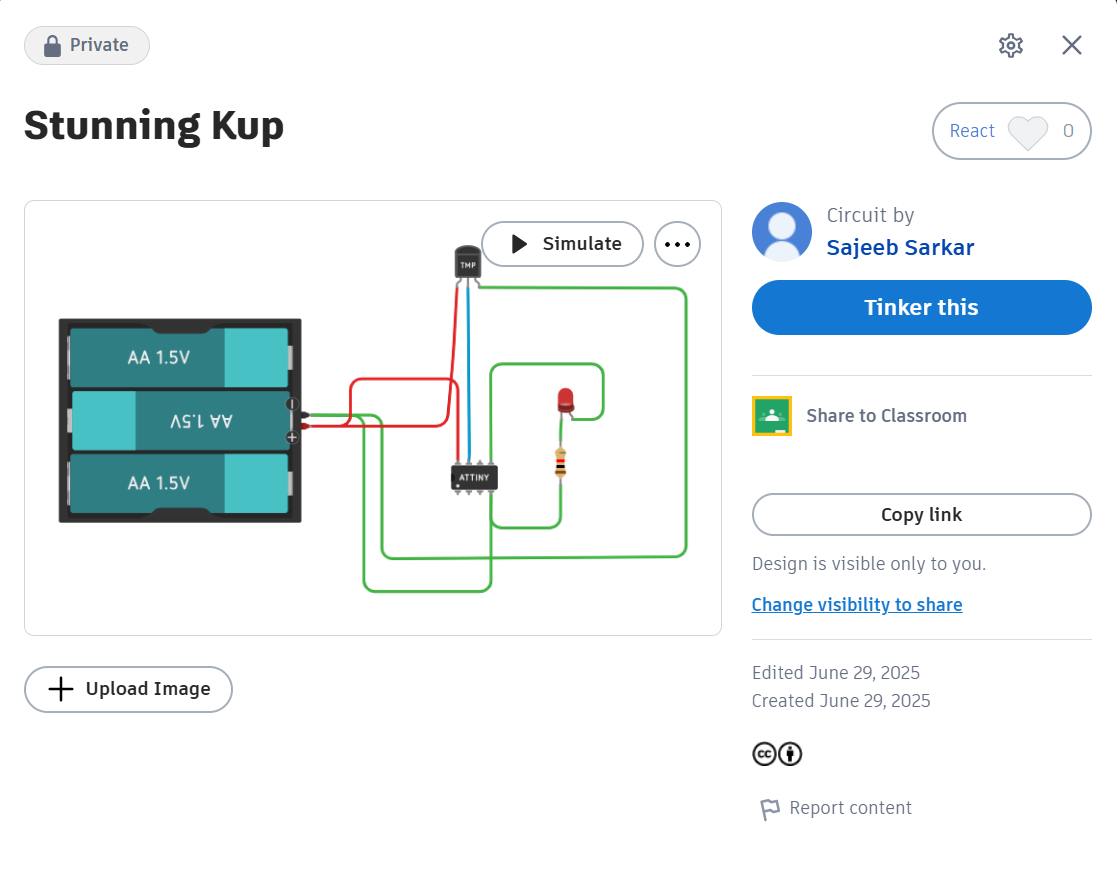 Private
Stunning Kup
React 0
Simulate
TMP
AA 1.5V
AA 1.5V
AA 1.5V
ATTINY
Circuit by
Sajeeb Sarkar
Tinker this
Share to Classroom
Copy link
Design is visible only to you.
Change visibility to share
Upload Image
Edited June 29, 2025
Created June 29, 2025
cc
Report content